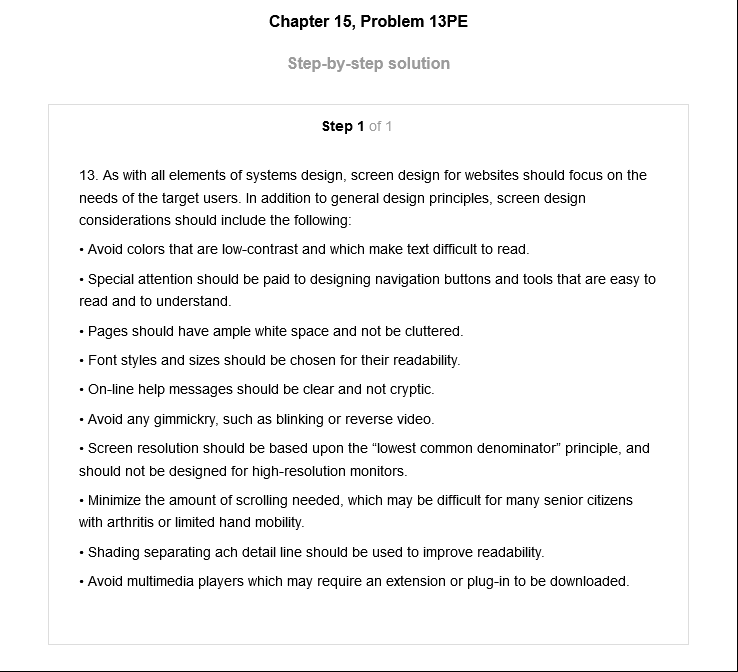 Chapter 15, Problem 13PE
Step-by-step solution
Step 1 of 1
13. As with all elements of systems design, screen design for websites should focus on the
needs of the target users. In addition to general design principles, screen design
considerations should include the following:
• Avoid colors that are low-contrast and which make text difficult to read.
• Special attention should be paid to designing navigation buttons and tools that are easy to
read and to understand.
• Pages should have ample white space and not be cluttered.
• Font styles and sizes should be chosen for their readability.
• On-line help messages should be clear and not cryptic.
• Avoid any gimmickry, such as blinking or reverse video.
• Screen resolution should be based upon the “lowest common denominator” principle, and
should not be designed for high-resolution monitors.
• Minimize the amount of scrolling needed, which may be difficult for many senior citizens
with arthritis or limited hand mobility.
• Shading separating ach detail line should be used to improve readability.
• Avoid multimedia players which may require an extension or plug-in to be downloaded.